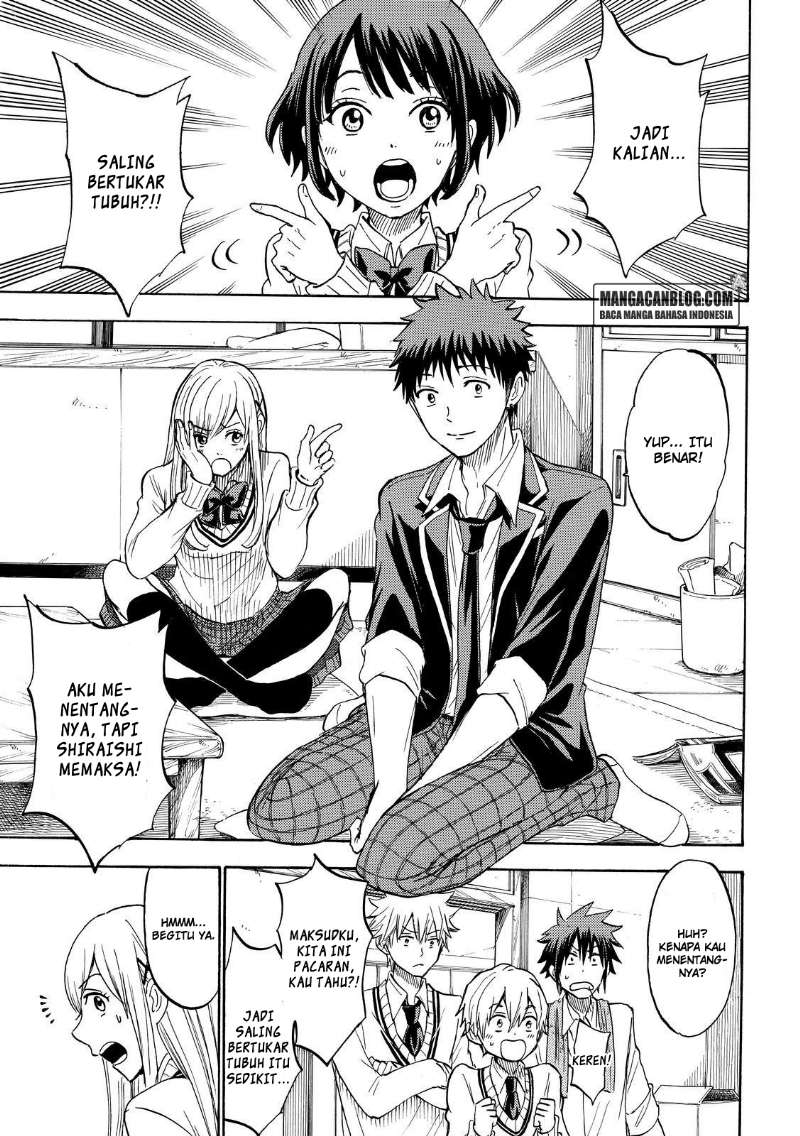 JADI
KALIAN...
SALING
BERTUKAR
TUBUH?!!
MANGACANBLOG.COM
BACA MANGA BAHASA INDONESIA
YUP... ITU
BENAR!
AKU ME-
NENTANG-
NYA, TAPI
SHIRAISHI
MEMAKSA!
HUH?
KENAPA KAU
MENENTANG-
NYA?
KEREN!
MAKSUDKU,
KITA INI
PACARAN,
KAU TAHU?!
JADI
SALING
BERTUKAR
TUBUH ITU
SEDIKIT...
HMMM...
BEGITU YA.